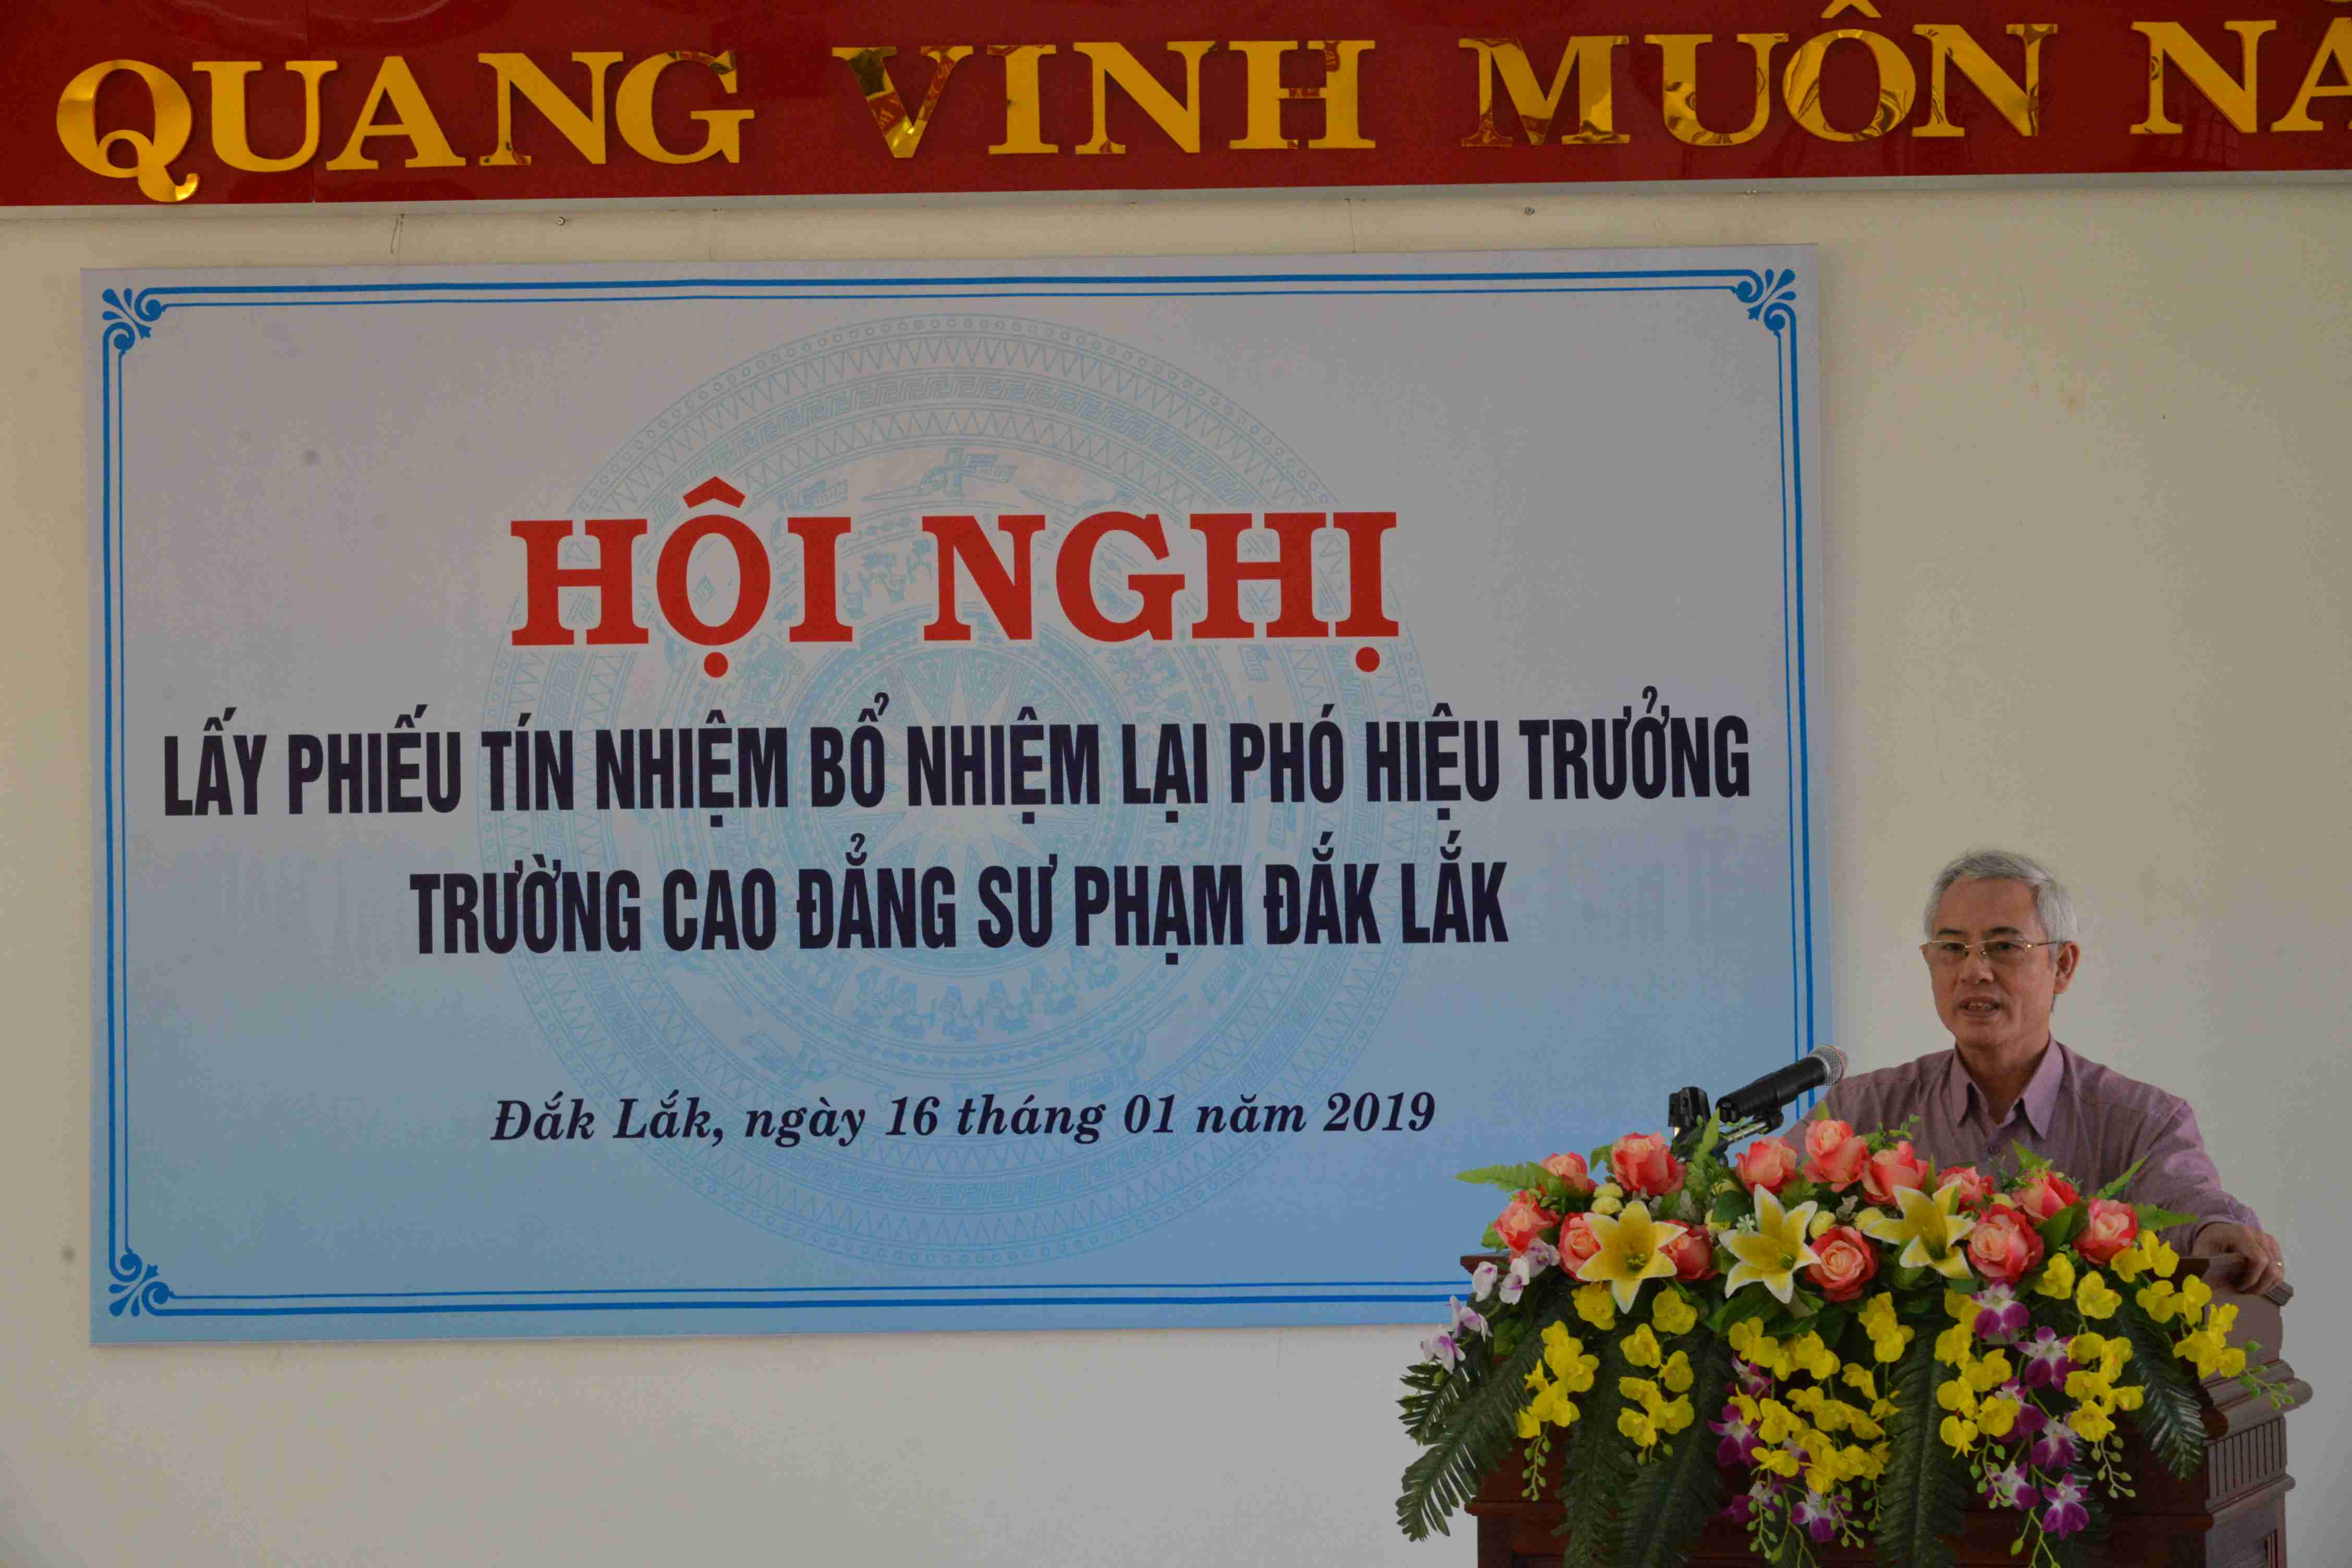 QUANG VINH MUÔN NĂ
HỘI NGHỊ
LẤY PHIẾU TÍN NHIỆM BỔ NHIỆM LẠI PHÓ HIỆU TRƯỞNG
TRƯỜNG CAO ĐẲNG SƯ PHẠM ĐẮK LẮK
Đắk Lắk, ngày 16 tháng 01 năm 2019